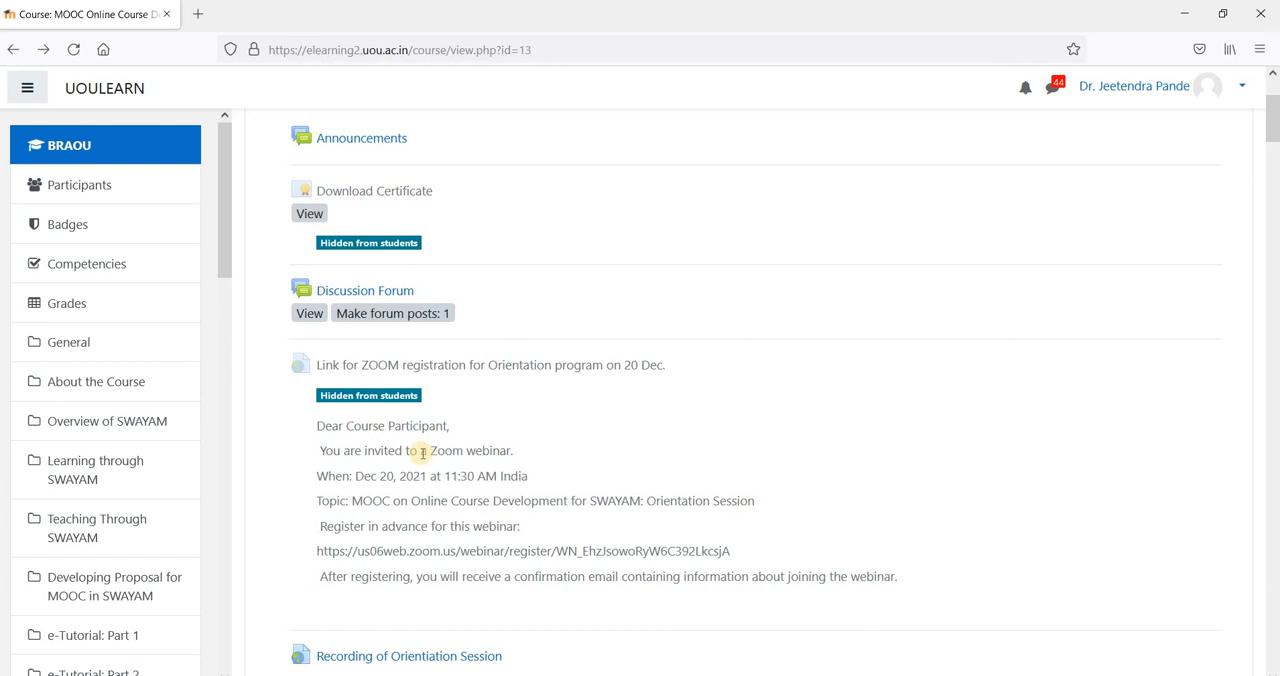 Course: MOOC Online Course D
https://elearning2.uou.ac.in/course/view.php?id=13
UOULEARN
44
Dr. Jeetendra Pande
BRAOU
Participants
Badges
Competencies
Grades
General
About the Course
Overview of SWAYAM
Learning through
SWAYAM
Teaching Through
SWAYAM
Developing Proposal for
MOOC in SWAYAM
e-Tutorial: Part 1
e-Tutorial: Part 2
Announcements
Download Certificate
View
Hidden from students
Discussion Forum
View Make forum posts: 1
Link for ZOOM registration for Orientation program on 20 Dec.
Hidden from students
Dear Course Participant,
You are invited to a Zoom webinar.
When: Dec 20, 2021 at 11:30 AM India
Topic: MOOC on Online Course Development for SWAYAM: Orientation Session
Register in advance for this webinar:
https://us06web.zoom.us/webinar/register/WN_EhzJsowoRyW6C392LkcsjA
After registering, you will receive a confirmation email containing information about joining the webinar.
Recording of Orientiation Session